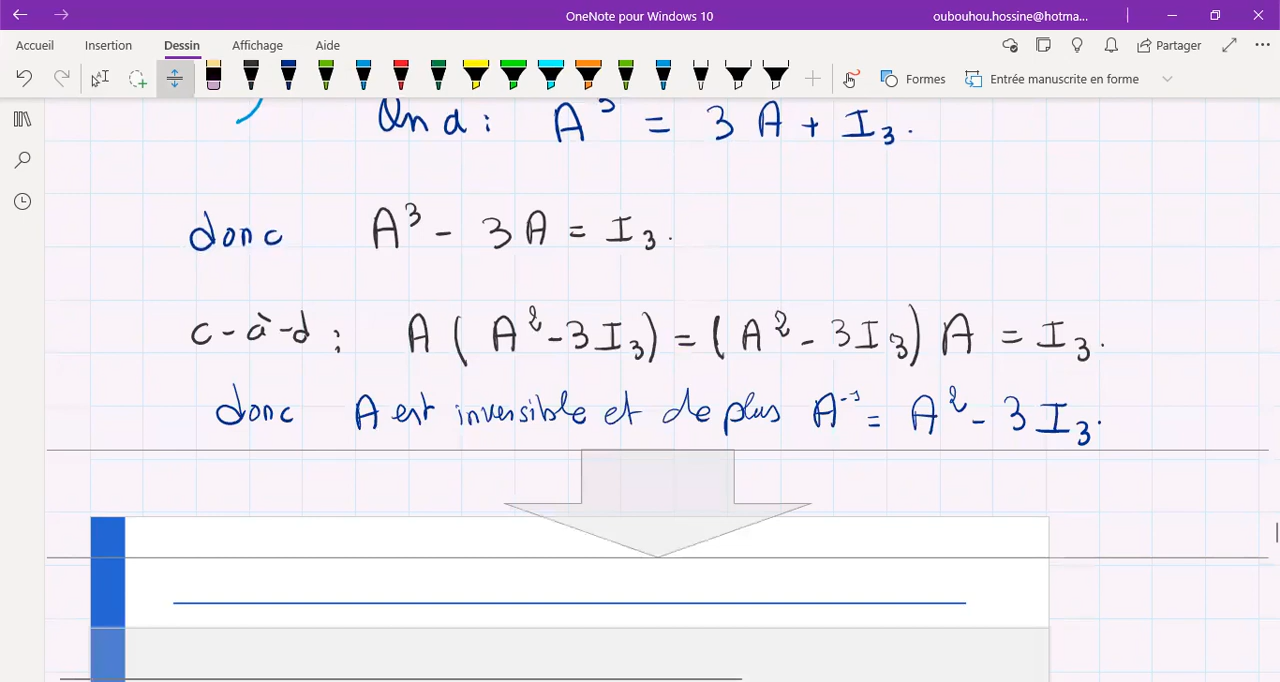 OneNote pour Windows 10
oubouhou.hossine@hotma...
Accueil Insertion Dessin Affichage Aide
Partager
Formes Entrée manuscrite en forme
On a : A³ = 3A + I₃.
donc A³ - 3A = I₃.
c-à-d : A(A² - 3I₃) = (A² - 3I₃)A = I₃.
donc A est inversible et de plus A⁻¹ = A² - 3I₃.